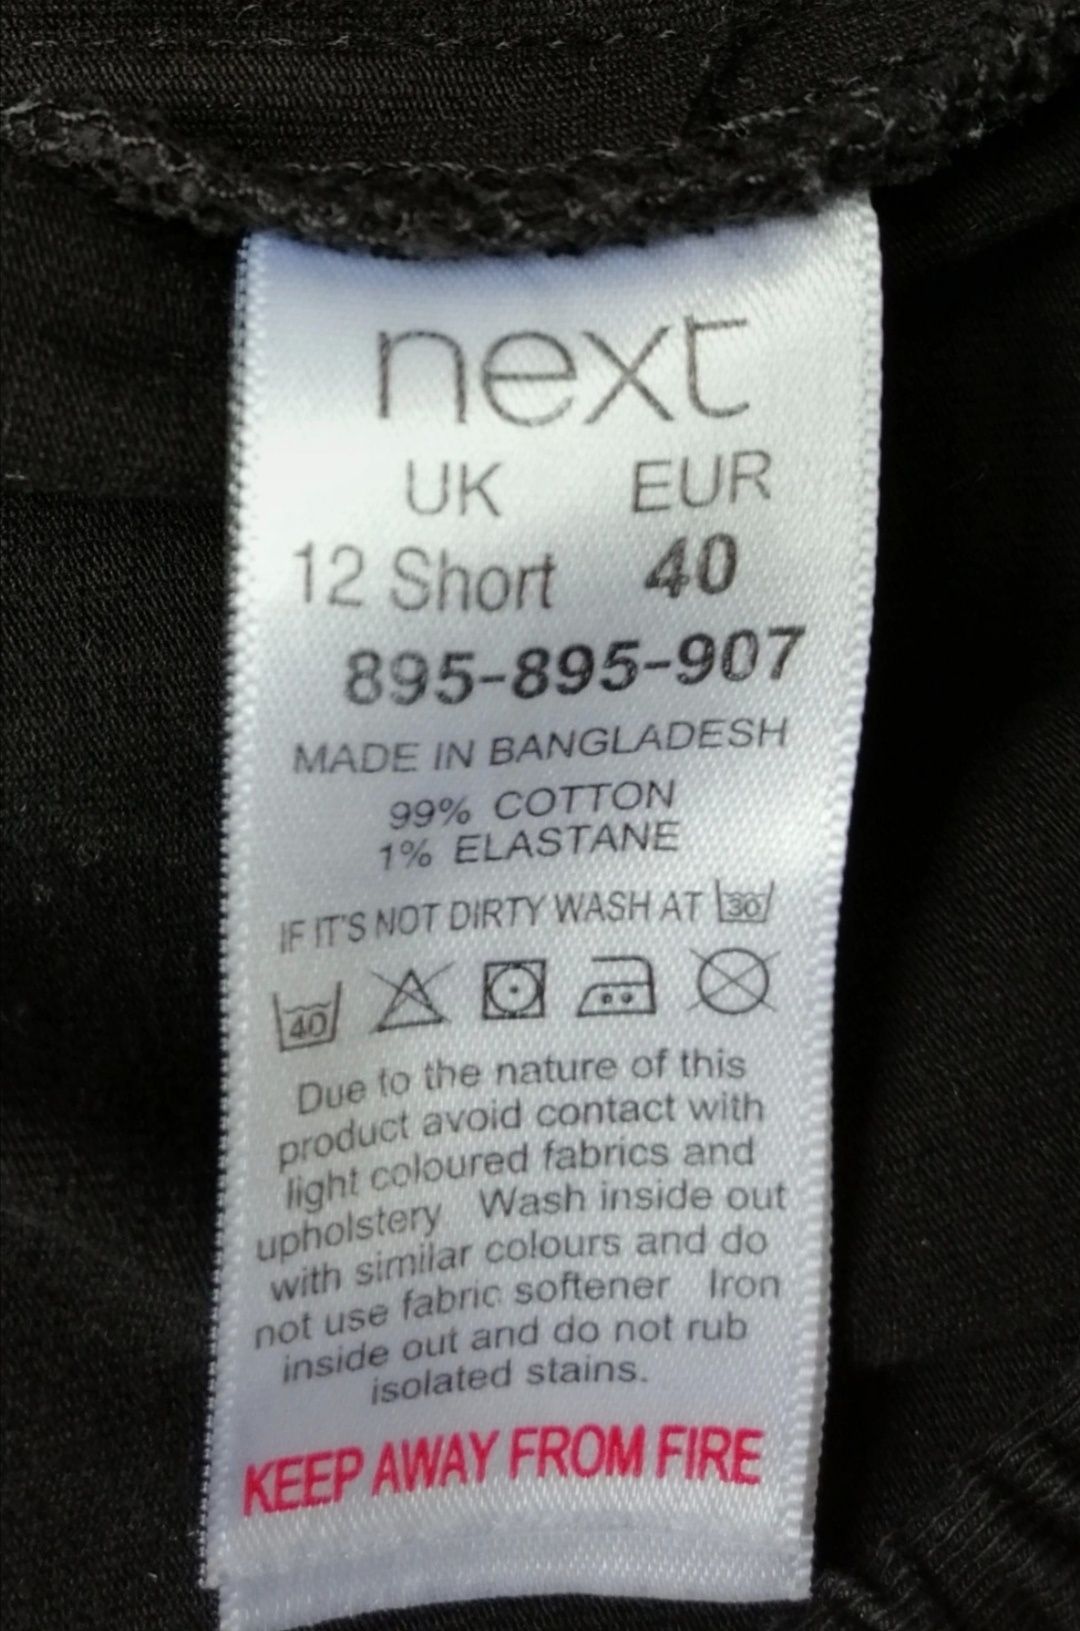 next
UK EUR
12 Short 40
895-895-907
MADE IN BANGLADESH
99% COTTON
1% ELASTANE
IF IT'S NOT DIRTY WASH AT 30
40
Due to the nature of this
product avoid contact with
light coloured fabrics and
upholstery Wash inside out
with similar colours and do
not use fabric softener Iron
inside out and do not rub
isolated stains.
KEEP AWAY FROM FIRE